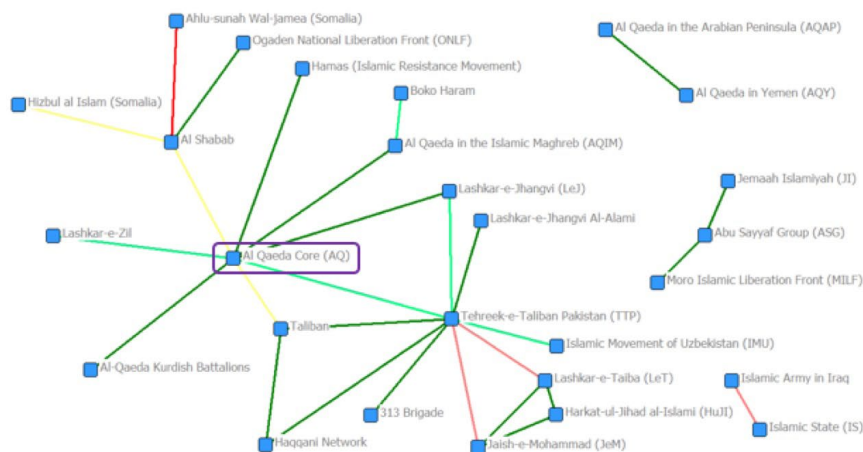 Ahlu-sunah Wal-jamea (Somalia)
Al Qaeda in the Arabian Peninsula (AQAP)
Ogaden National Liberation Front (ONLF)
Hamas (Islamic Resistance Movement)
Boko Haram
Al Qaeda in Yemen (AQY)
Hizbul al Islam (Somalia)
Al Shabab
Al Qaeda in the Islamic Maghreb (AQIM)
Jemaah Islamiyah (JI)
Lashkar-e-Jhangvi (LeJ)
Lashkar-e-Jhangvi Al-Alami
Lashkar-e-Zil
Abu Sayyaf Group (ASG)
Al Qaeda Core (AQ)
Moro Islamic Liberation Front (MILF)
Tehreek-e-Taliban Pakistan (TTP)
Taliban
Islamic Movement of Uzbekistan (IMU)
Al-Qaeda Kurdish Battalions
Lashkar-e-Taiba (LeT)
Islamic Army in Iraq
313 Brigade
Harkat-ul-Jihad al-Islami (HuJI)
Islamic State (IS)
Haqqani Network
Jaish-e-Mohammad (JeM)